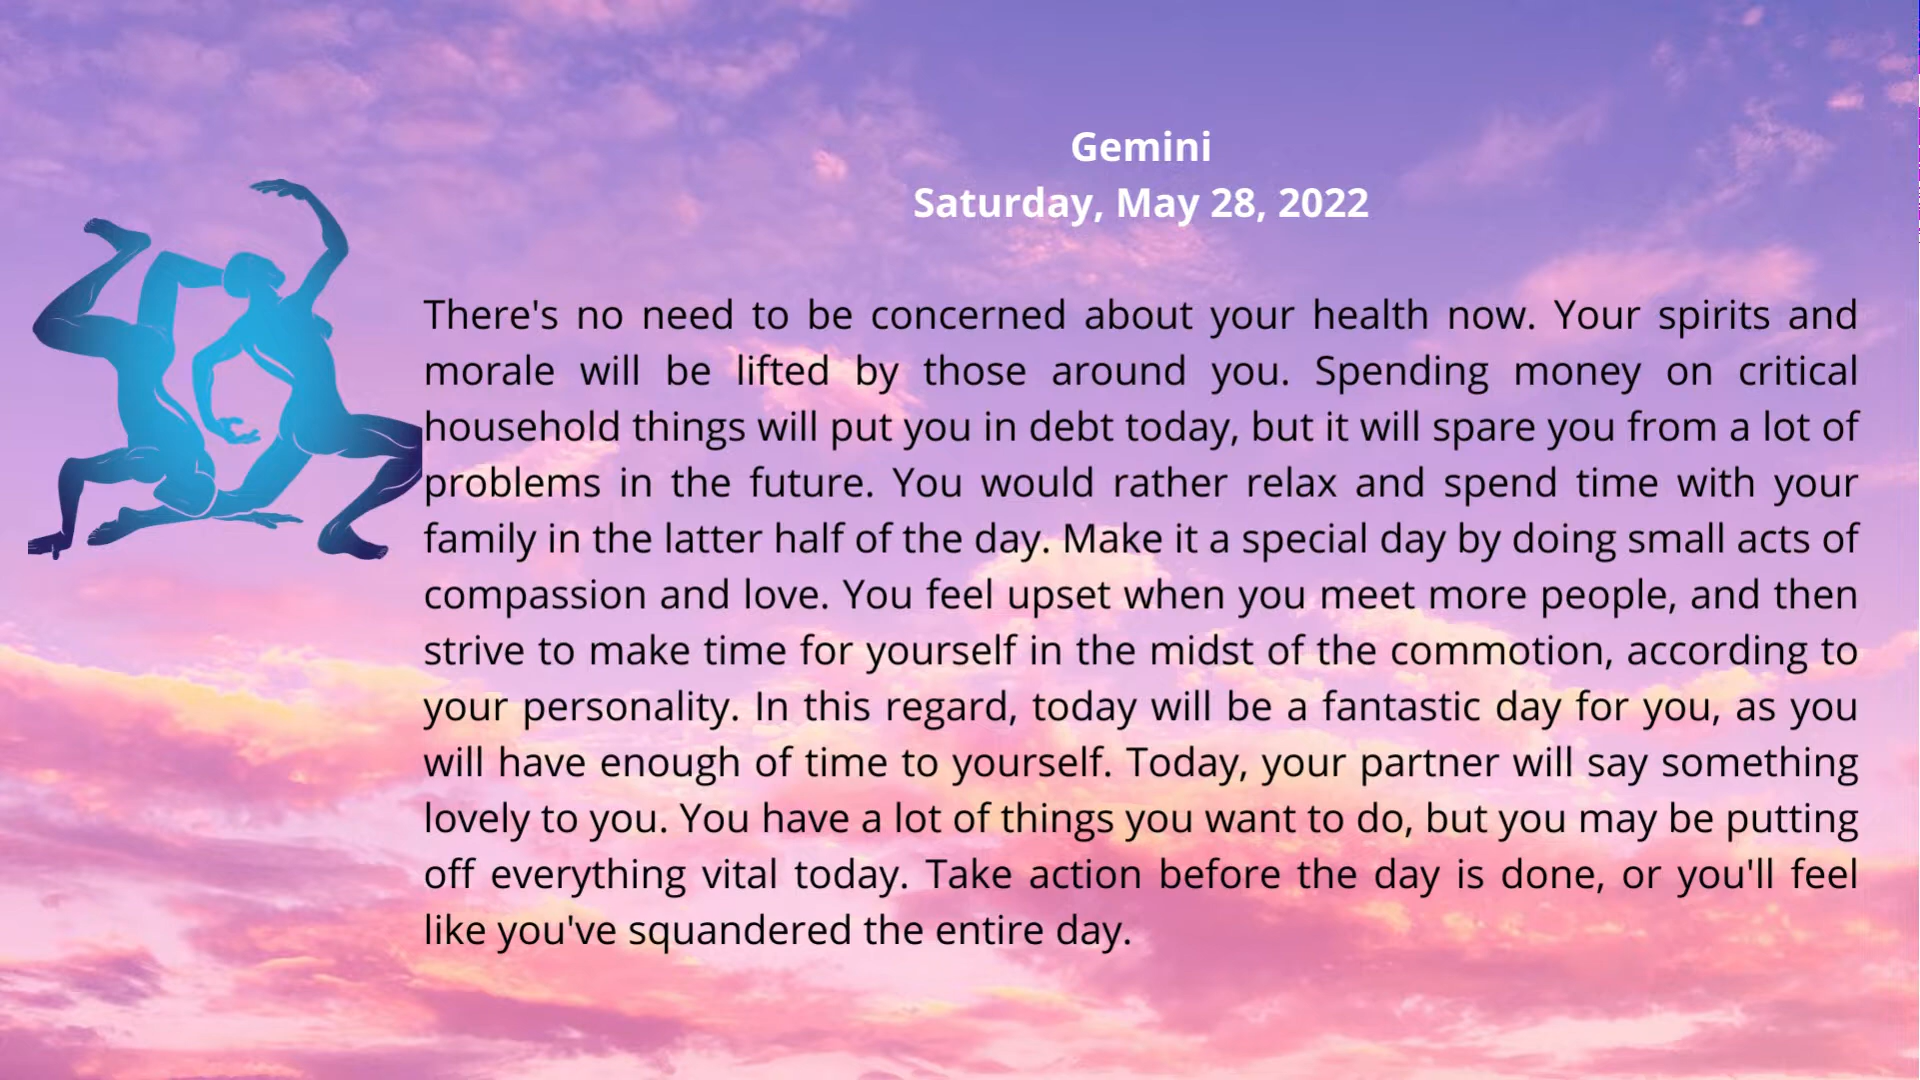 Gemini
Saturday, May 28, 2022
There's no need to be concerned about your health now. Your spirits and
morale will be lifted by those around you. Spending money on critical
household things will put you in debt today, but it will spare you from a lot of
problems in the future. You would rather relax and spend time with your
family in the latter half of the day. Make it a special day by doing small acts of
compassion and love. You feel upset when you meet more people, and then
strive to make time for yourself in the midst of the commotion, according to
your personality. In this regard, today will be a fantastic day for you, as you
will have enough of time to yourself. Today, your partner will say something
lovely to you. You have a lot of things you want to do, but you may be putting
off everything vital today. Take action before the day is done, or you'll feel
like you've squandered the entire day.